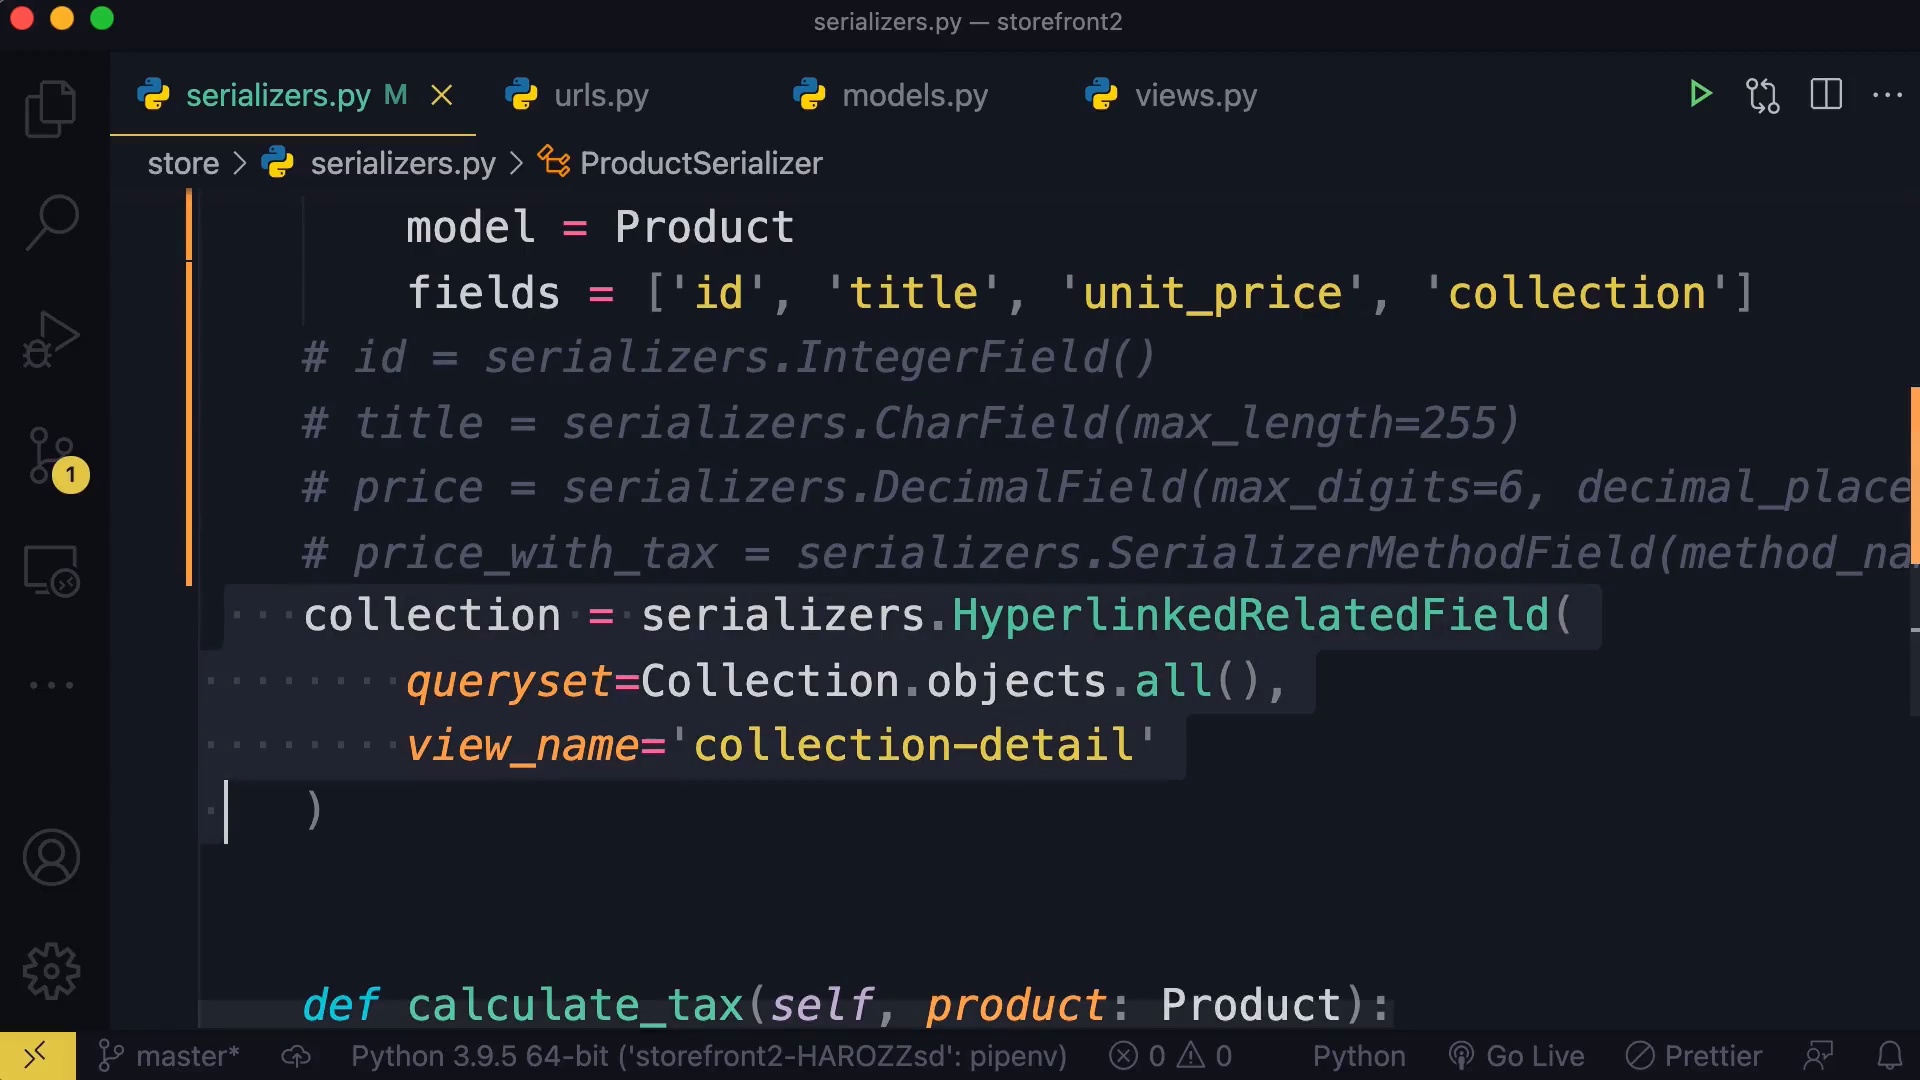 serializers.py — storefront2
serializers.py M
urls.py
models.py
views.py
store > serializers.py > ProductSerializer
model = Product
fields = ['id', 'title', 'unit_price', 'collection']
# id = serializers.IntegerField()
# title = serializers.CharField(max_length=255)
# price = serializers.DecimalField(max_digits=6, decimal_place
# price_with_tax = serializers.SerializerMethodField(method_na
collection = serializers.HyperlinkedRelatedField(
queryset=Collection.objects.all(),
view_name='collection-detail'
)
def calculate_tax(self, product: Product):
1
master* Python 3.9.5 64-bit ('storefront2-HAROZZsd': pipenv) 0 0 Python Go Live Prettier